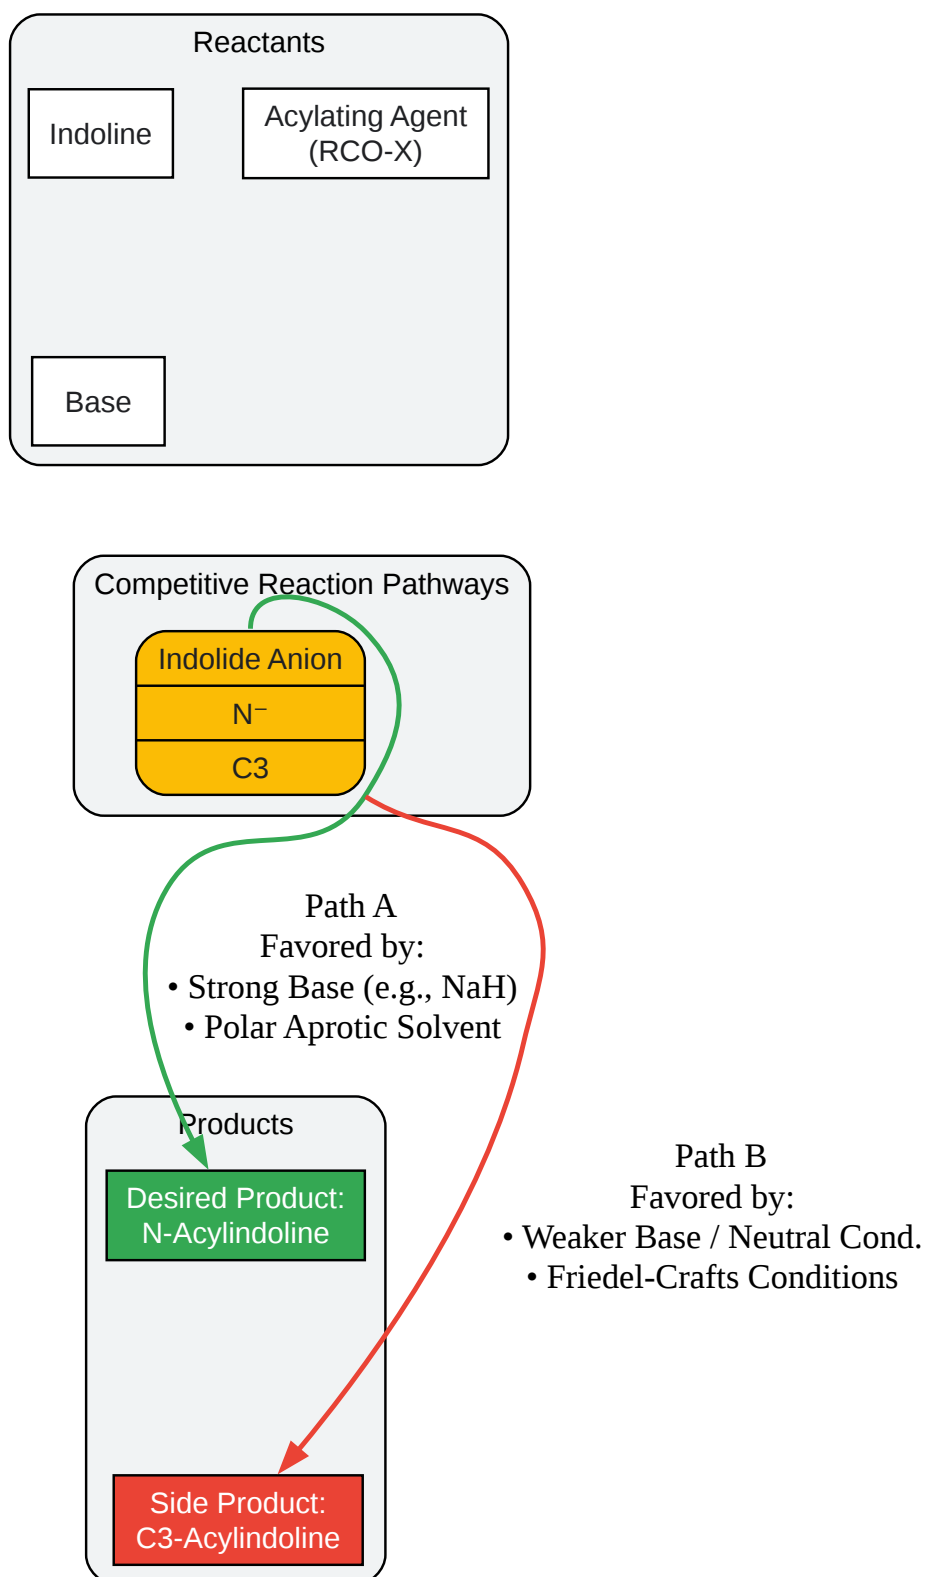 Reactants
Indoline
Acylating Agent
(RCO-X)
Base
Competitive Reaction Pathways
Indolide Anion
N⁻
C3
Path A
Favored by:
• Strong Base (e.g., NaH)
• Polar Aprotic Solvent
Path B
Favored by:
• Weaker Base / Neutral Cond.
• Friedel-Crafts Conditions
Products
Desired Product:
N-Acylindoline
Side Product:
C3-Acylindoline